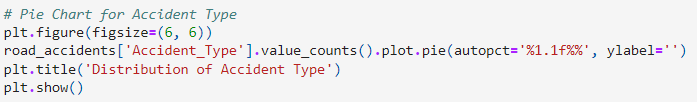 # Pie Chart for Accident Type
plt.figure(figsize=(6, 6))
road_accidents['Accident_Type'].value_counts().plot.pie(autopct='%1.1f%%', ylabel='')
plt.title('Distribution of Accident Type')
plt.show()